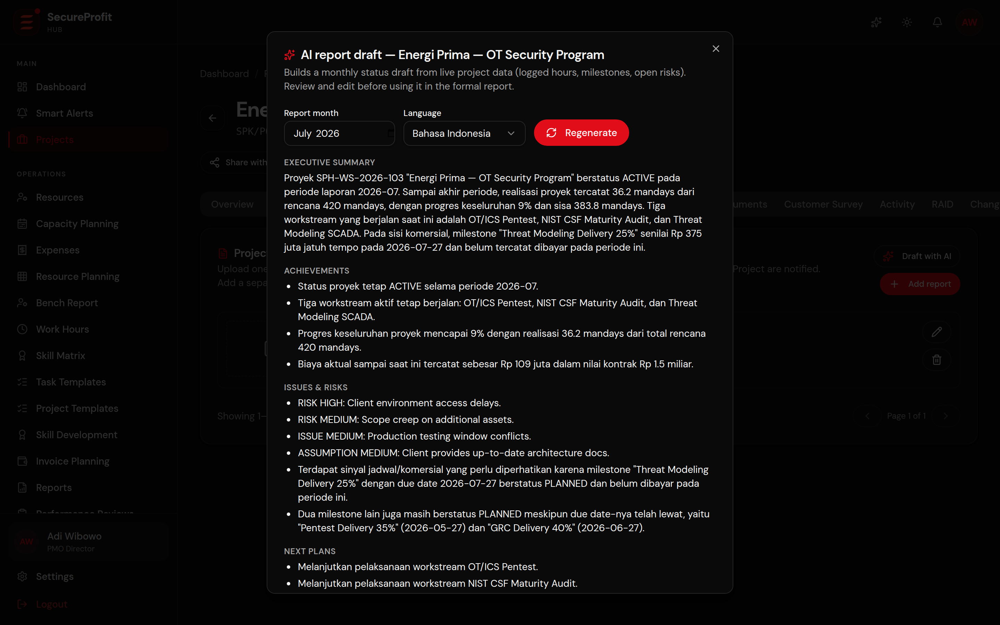 SecureProfit
HUB
MAIN
Dashboard
Smart Alerts
Projects
OPERATIONS
Resources
Capacity Planning
Expenses
Resource Planning
Bench Report
Work Hours
Skill Matrix
Task Templates
Project Templates
Skill Development
Invoice Planning
Reports
Performance Reviews
AW
Adi Wibowo
PMO Director
Settings
Logout
AW
Dashboard /
Ene
SPK/P
Share with
Overview
uments
Customer Survey
Activity
RAID
Chang
Projec
Upload one
Add a sepa
Project are notified.
Draft with AI
Add report
Showing 1–
Page 1 of 1
AI report draft — Energi Prima — OT Security Program
Builds a monthly status draft from live project data (logged hours, milestones, open risks).
Review and edit before using it in the formal report.
Report month
Language
July 2026
Bahasa Indonesia
Regenerate
EXECUTIVE SUMMARY
Proyek SPH-WS-2026-103 "Energi Prima — OT Security Program" berstatus ACTIVE pada
periode laporan 2026-07. Sampai akhir periode, realisasi proyek tercatat 36.2 mandays dari
rencana 420 mandays, dengan progres keseluruhan 9% dan sisa 383.8 mandays. Tiga
workstream yang berjalan saat ini adalah OT/ICS Pentest, NIST CSF Maturity Audit, dan Threat
Modeling SCADA. Pada sisi komersial, milestone "Threat Modeling Delivery 25%" senilai Rp 375
juta jatuh tempo pada 2026-07-27 dan belum tercatat dibayar pada periode ini.
ACHIEVEMENTS
• Status proyek tetap ACTIVE selama periode 2026-07.
• Tiga workstream aktif tetap berjalan: OT/ICS Pentest, NIST CSF Maturity Audit, dan Threat
Modeling SCADA.
• Progres keseluruhan proyek mencapai 9% dengan realisasi 36.2 mandays dari total rencana
420 mandays.
• Biaya aktual sampai saat ini tercatat sebesar Rp 109 juta dalam nilai kontrak Rp 1.5 miliar.
ISSUES & RISKS
• RISK HIGH: Client environment access delays.
• RISK MEDIUM: Scope creep on additional assets.
• ISSUE MEDIUM: Production testing window conflicts.
• ASSUMPTION MEDIUM: Client provides up-to-date architecture docs.
• Terdapat sinyal jadwal/komersial yang perlu diperhatikan karena milestone "Threat Modeling
Delivery 25%" dengan due date 2026-07-27 berstatus PLANNED dan belum dibayar pada
periode ini.
• Dua milestone lain juga masih berstatus PLANNED meskipun due date-nya telah lewat, yaitu
"Pentest Delivery 35%" (2026-05-27) dan "GRC Delivery 40%" (2026-06-27).
NEXT PLANS
• Melanjutkan pelaksanaan workstream OT/ICS Pentest.
• Melanjutkan pelaksanaan workstream NIST CSF Maturity Audit.